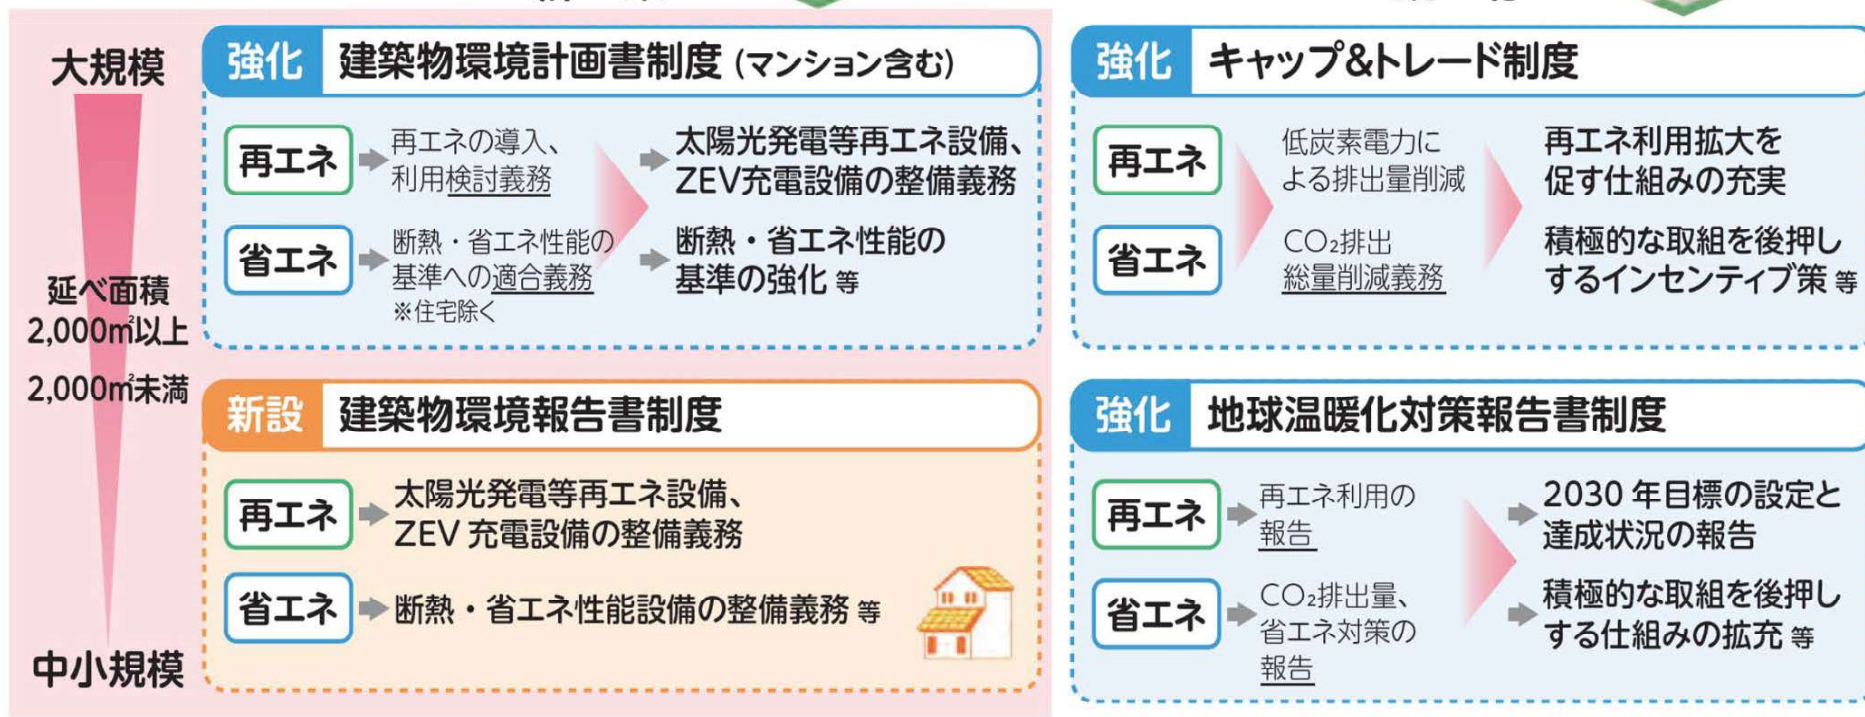 大規模
延べ面積
2,000㎡以上
2,000㎡未満
中小規模
強化 建築物環境計画書制度(マンション含む)
再エネ
再エネの導入、
利用検討義務
太陽光発電等再エネ設備、
ZEV充電設備の整備義務
省エネ
断熱・省エネ性能の
基準への適合義務
※住宅除く
断熱・省エネ性能の
基準の強化 等
強化 キャップ&トレード制度
再エネ
低炭素電力に
よる排出量削減
再エネ利用拡大を
促す仕組みの充実
省エネ
CO₂排出
総量削減義務
積極的な取組を後押し
するインセンティブ策 等
新設 建築物環境報告書制度
再エネ
太陽光発電等再エネ設備、
ZEV 充電設備の整備義務
省エネ
断熱・省エネ性能設備の整備義務 等
強化 地球温暖化対策報告書制度
再エネ
再エネ利用の
報告
2030 年目標の設定と
達成状況の報告
省エネ
CO₂排出量、
省エネ対策の
報告
積極的な取組を後押し
する仕組みの拡充 等